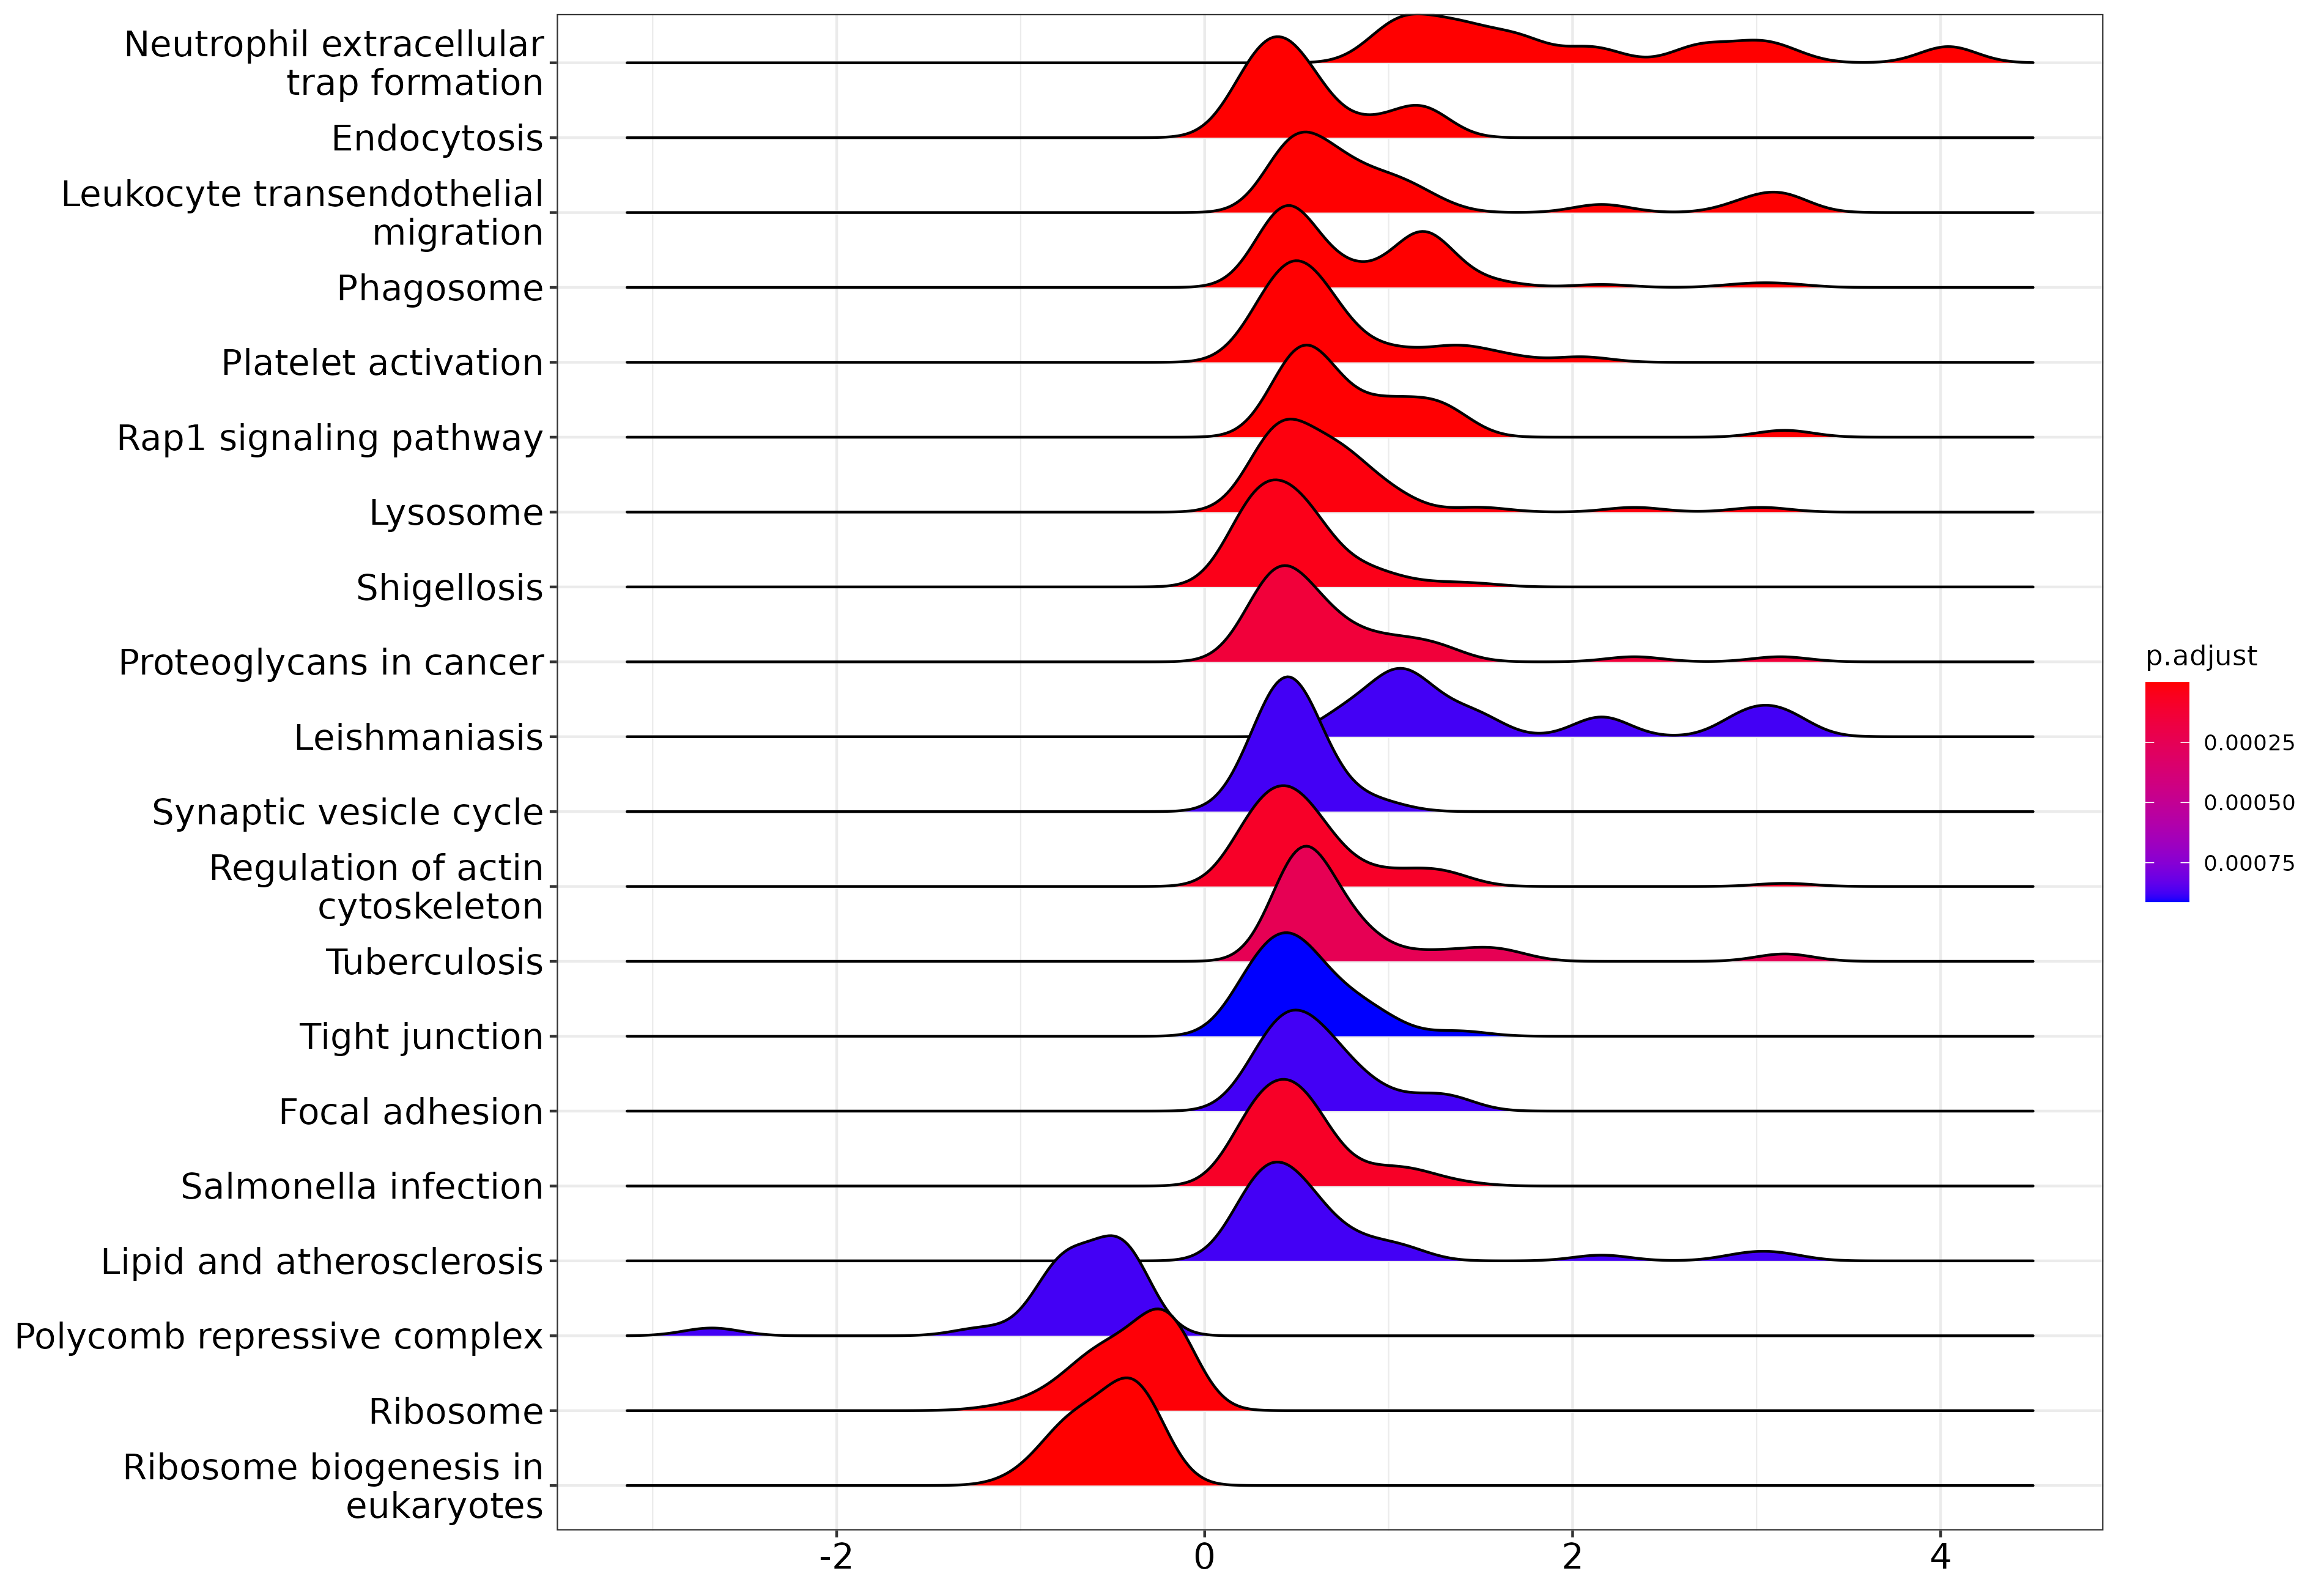 Neutrophil extracellular
trap formation
Endocytosis
Leukocyte transendothelial
migration
Phagosome
Platelet activation
Rap1 signaling pathway
Lysosome
Shigellosis
Proteoglycans in cancer
Leishmaniasis
Synaptic vesicle cycle
Regulation of actin
cytoskeleton
Tuberculosis
Tight junction
Focal adhesion
Salmonella infection
Lipid and atherosclerosis
Polycomb repressive complex
Ribosome
Ribosome biogenesis in
eukaryotes
-2 0 2 4
p.adjust
0.00025
0.00050
0.00075